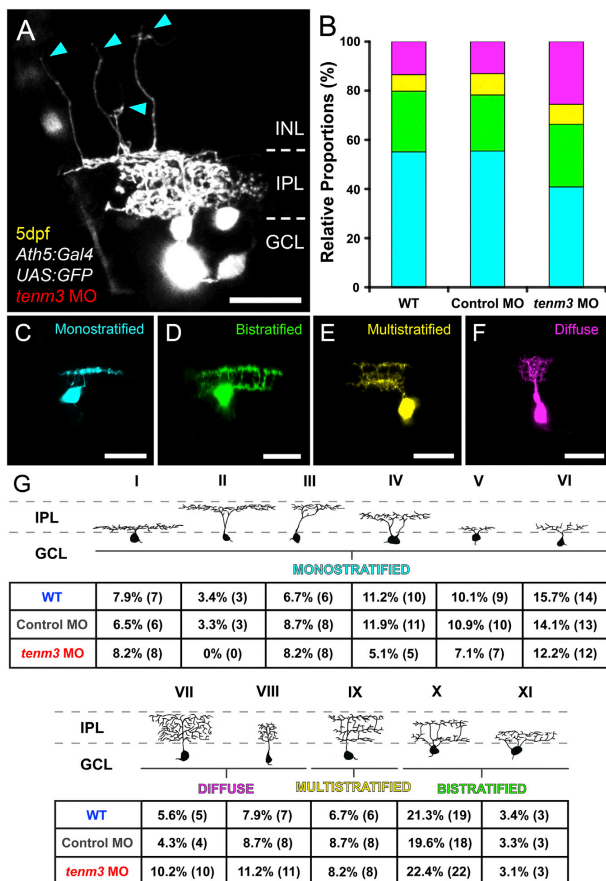 A
INL
IPL
GCL
5dpf
Ath5:Gal4
UAS:GFP
tenm3 MO
B
Relative Proportions (%)
100
80
60
40
20
0
WT
Control MO
tenm3 MO
C
Monostratified
D
Bistratified
E
Multistratified
F
Diffuse
G
I II III IV V VI
IPL
GCL
MONOSTRATIFIED
WT 7.9% (7) 3.4% (3) 6.7% (6) 11.2% (10) 10.1% (9) 15.7% (14)
Control MO 6.5% (6) 3.3% (3) 8.7% (8) 11.9% (11) 10.9% (10) 14.1% (13)
tenm3 MO 8.2% (8) 0% (0) 8.2% (8) 5.1% (5) 7.1% (7) 12.2% (12)
VII VIII IX X XI
IPL
GCL
DIFFUSE MULTISTRATIFIED BISTRATIFIED
WT 5.6% (5) 7.9% (7) 6.7% (6) 21.3% (19) 3.4% (3)
Control MO 4.3% (4) 8.7% (8) 8.7% (8) 19.6% (18) 3.3% (3)
tenm3 MO 10.2% (10) 11.2% (11) 8.2% (8) 22.4% (22) 3.1% (3)